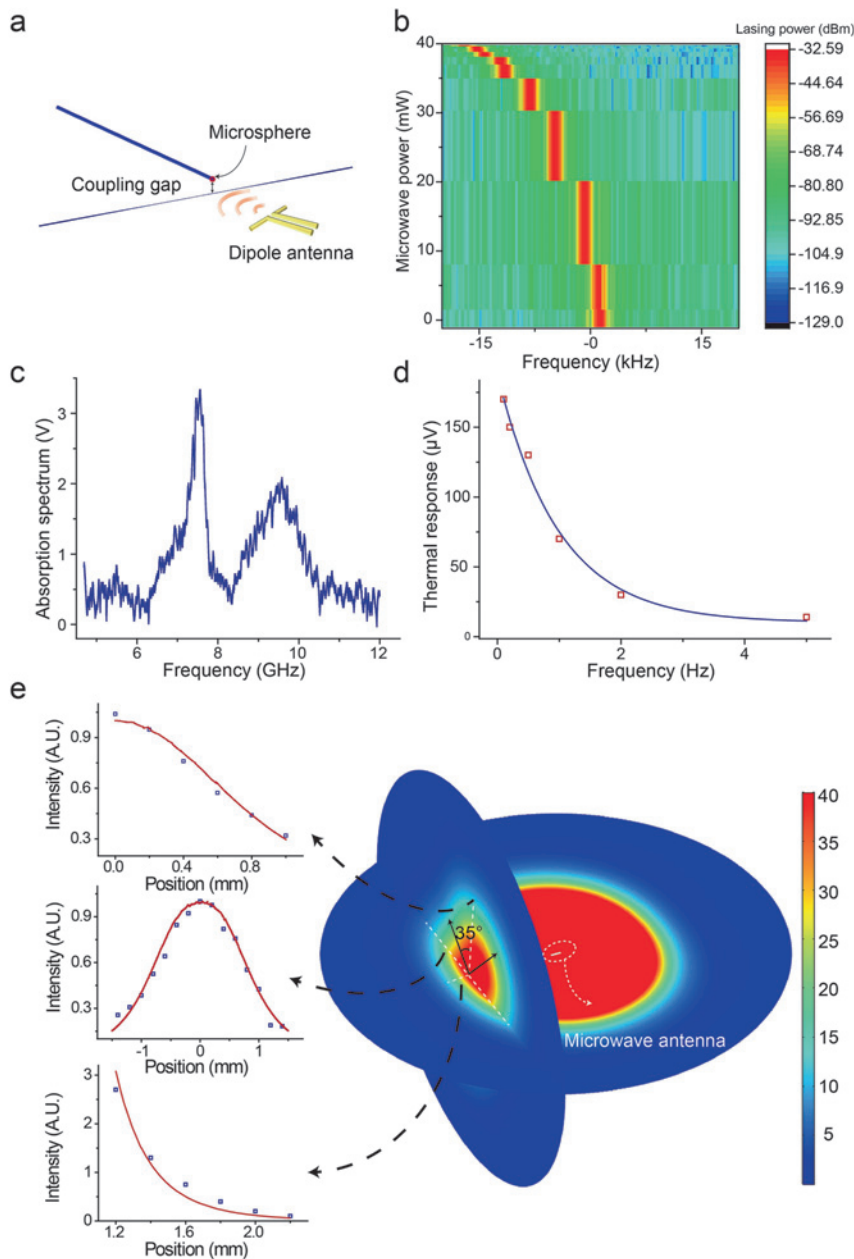 a
Microsphere
Coupling gap
Dipole antenna
b
Lasing power (dBm)
Microwave power (mW)
40
30
20
10
0
-15
-0
15
Frequency (kHz)
-32.59
-44.64
-56.69
-68.74
-80.80
-92.85
-104.9
-116.9
-129.0
c
Absorption spectrum (V)
3
2
1
0
6
8
10
12
Frequency (GHz)
d
Thermal response (μV)
150
100
50
0
0
2
4
Frequency (Hz)
e
Intensity (A.U.)
0.9
0.6
0.3
0.0
0.4
0.8
Position (mm)
Intensity (A.U.)
0.9
0.6
0.3
-1
0
1
Position (mm)
Intensity (A.U.)
3
2
1
0
1.2
1.6
2.0
Position (mm)
35°
Microwave antenna
40
35
30
25
20
15
10
5